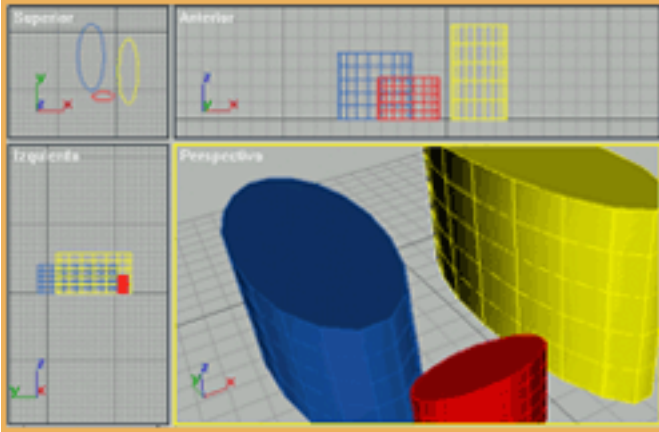 Superior
Anterior
Izquierda
Perspectiva
z
y
x
z
y
x
z
y
x
z
y
x